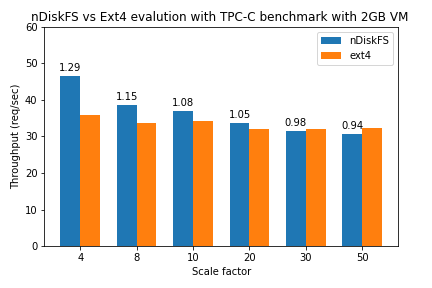 nDiskFS vs Ext4 evalution with TPC-C benchmark with 2GB VM
Throughput (req/sec)
60
50
40
30
20
10
0
nDiskFS
ext4
1.29
1.15
1.08
1.05
0.98
0.94
4 8 10 20 30 50
Scale factor